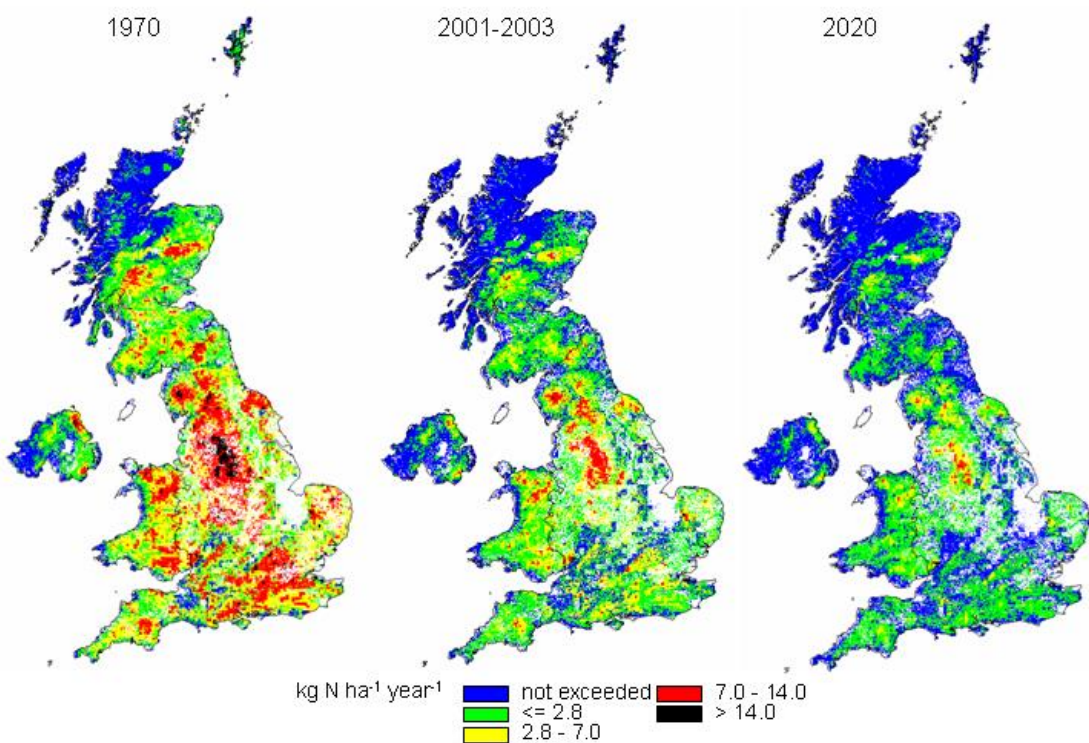 1970 2001-2003 2020
kg N ha⁻¹ year⁻¹ not exceeded 7.0 - 14.0
<= 2.8 > 14.0
2.8 - 7.0